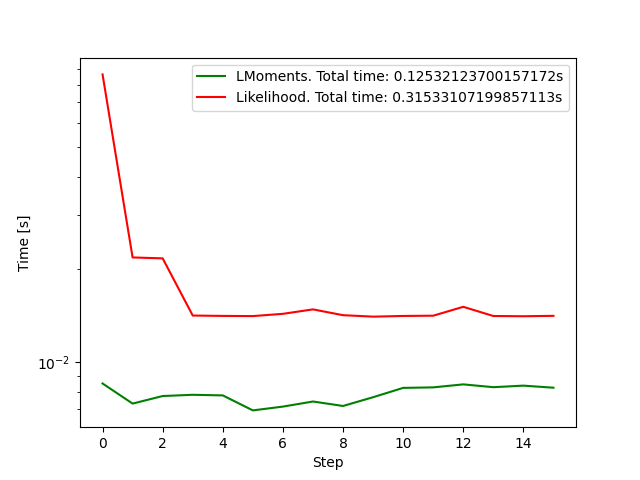 LMoments. Total time: 0.12532123700157172s
Likelihood. Total time: 0.31533107199857113s
Time [s]
10⁻²
0 2 4 6 8 10 12 14
Step